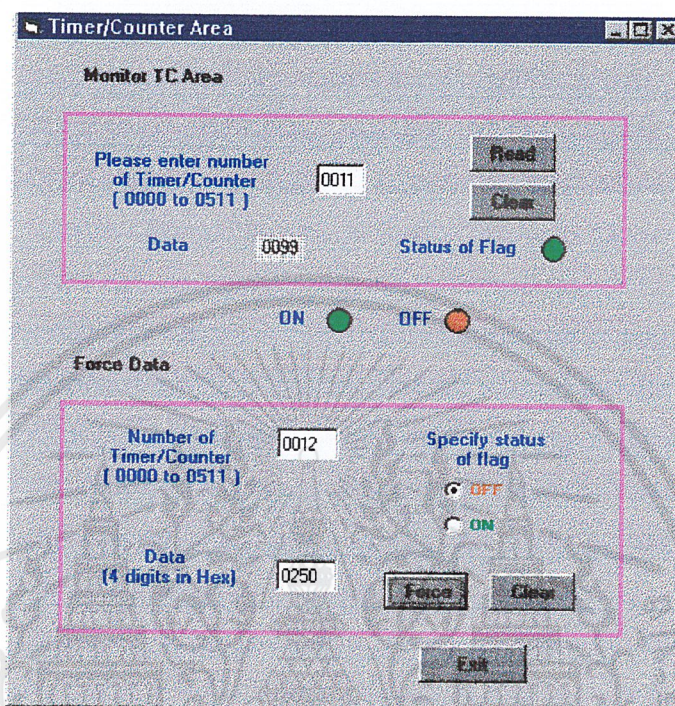 Timer/Counter Area
Monitor TC Area
Please enter number
of Timer/Counter
( 0000 to 0511 )
0011
Read
Clear
Data
0099
Status of Flag
ON
OFF
Force Data
Number of
Timer/Counter
( 0000 to 0511 )
0012
Specify status
of flag
OFF
ON
Data
(4 digits in Hex)
0250
Force
Clear
Exit